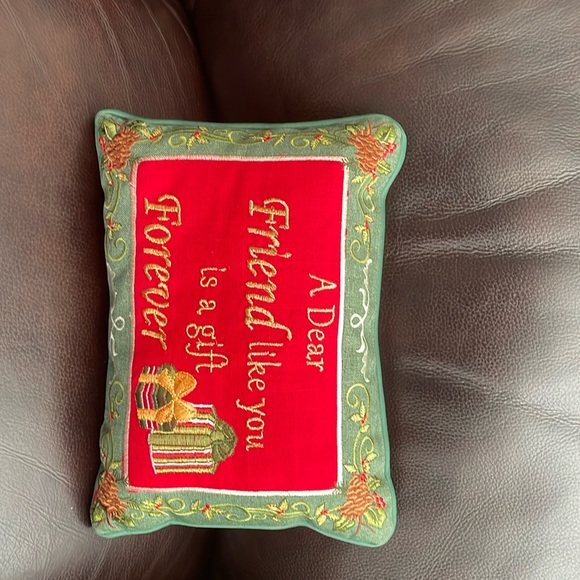 A Dear
Friend like you
is a gift
Forever